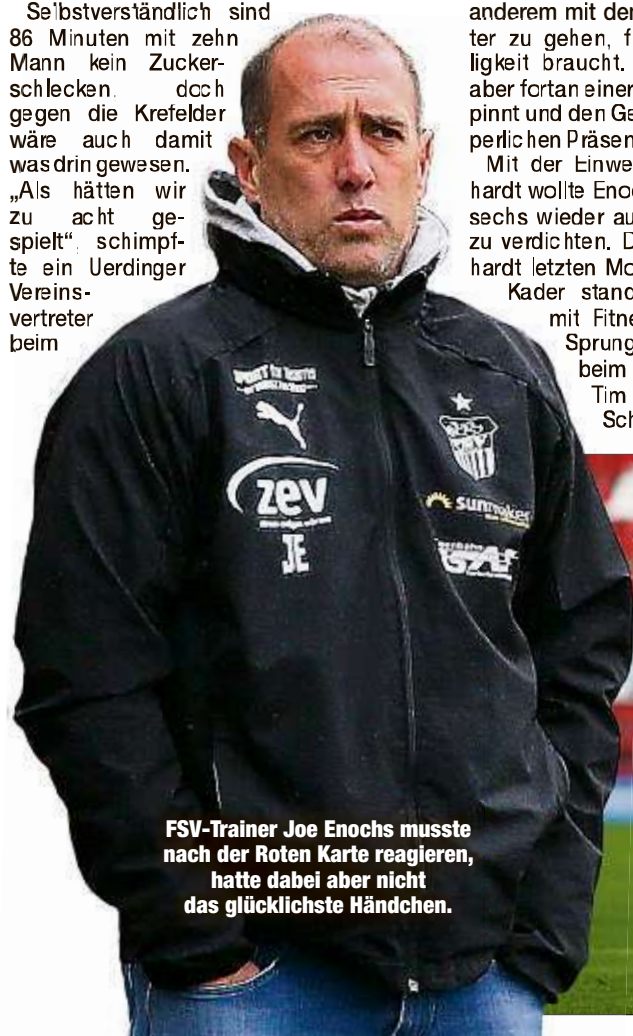 Selbstverständlich sind
86 Minuten mit zehn
Mann kein Zucker-
schlecken, doch
gegen die Krefelder
wäre auch damit
was drin gewesen.
„Als hätten wir
zu acht ge-
spielt“, schimpf-
te ein Uerdinger
Vereins-
vertreter
beim
anderem mit der
ter zu gehen, f
ligkeit braucht.
aber fortan einer
pinnt und den Ge
perlichen Präsen
Mit der Einwe
hardt wollte Enoc
sechs wieder au
zu verdichten. D
hardt letzten Mo
Kader stand
mit Fitne
Sprung
beim
Tim
Sch
zev
JE
FSV-Trainer Joe Enochs musste
nach der Roten Karte reagieren,
hatte dabei aber nicht
das glücklichste Händchen.